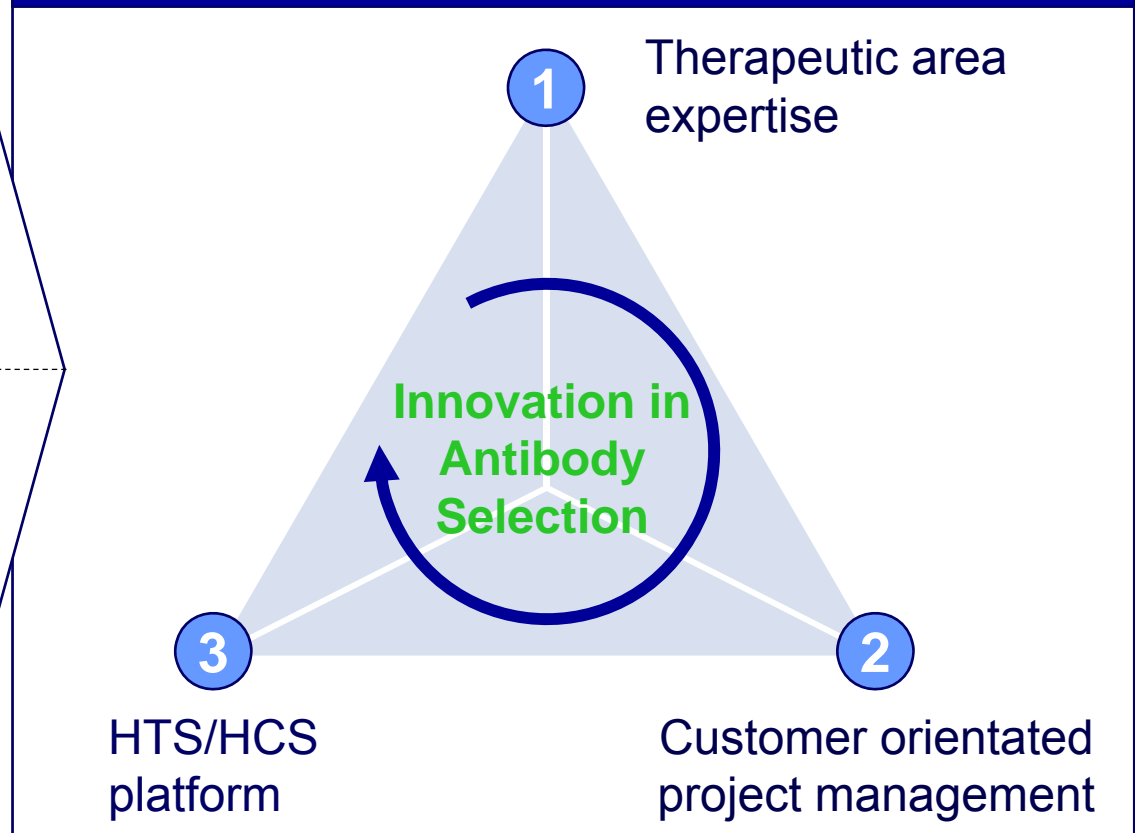 1
Therapeutic area
expertise
Innovation in
Antibody
Selection
3
2
HTS/HCS
platform
Customer orientated
project management